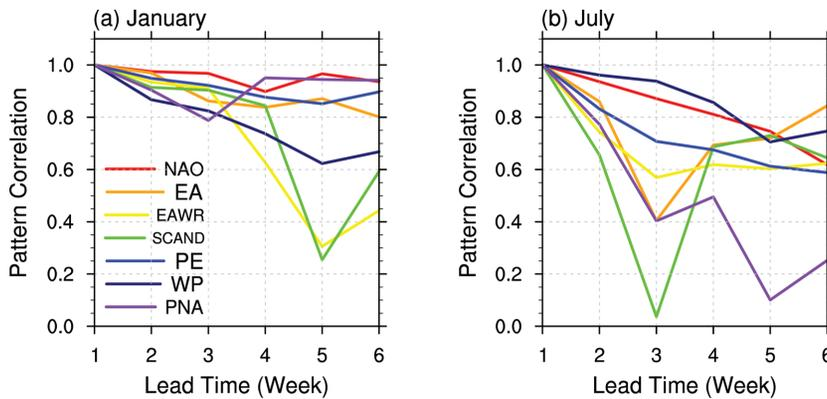 (a) January
Pattern Correlation
1.0
0.8
0.6
0.4
0.2
0.0
NAO
EA
EAWR
SCAND
PE
WP
PNA
1 2 3 4 5 6
Lead Time (Week)
(b) July
Pattern Correlation
1.0
0.8
0.6
0.4
0.2
0.0
1 2 3 4 5 6
Lead Time (Week)